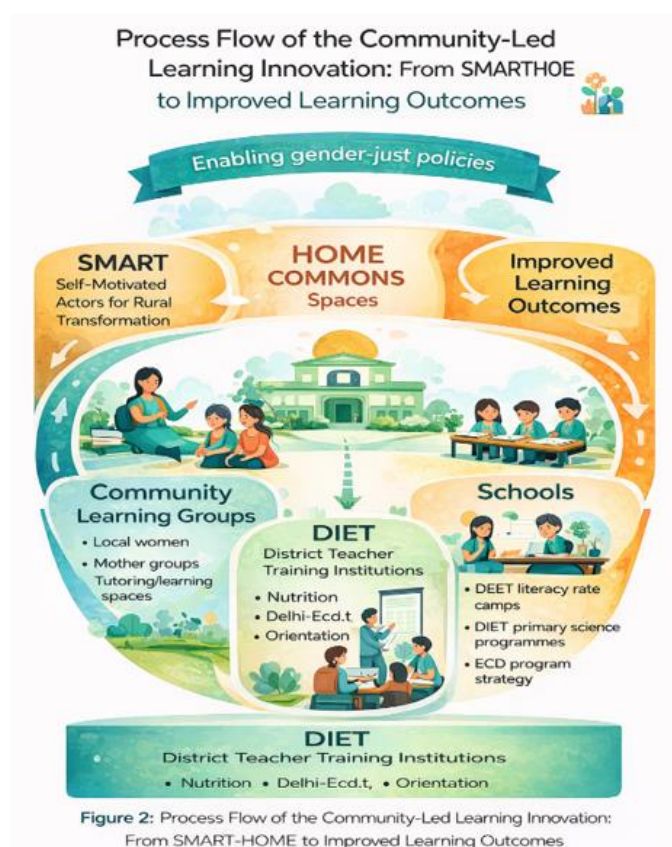 Process Flow of the Community-Led
Learning Innovation: From SMARTH0E
to Improved Learning Outcomes
Enabling gender-just policies
SMART
Self-Motivated
Actors for Rural
Transformation
HOME
COMMONS
Spaces
Improved
Learning
Outcomes
Community
Learning Groups
• Local women
• Mother groups
Tutoring/learning
spaces
DIET
District Teacher
Training Institutions
• Nutrition
• Delhi-Ecd.t
• Orientation
Schools
• DEET literacy rate
camps
• DIET primary science
programmes
• ECD program
strategy
DIET
District Teacher Training Institutions
• Nutrition • Delhi-Ecd.t, • Orientation
Figure 2: Process Flow of the Community-Led Learning Innovation:
From SMART-HOME to Improved Learning Outcomes